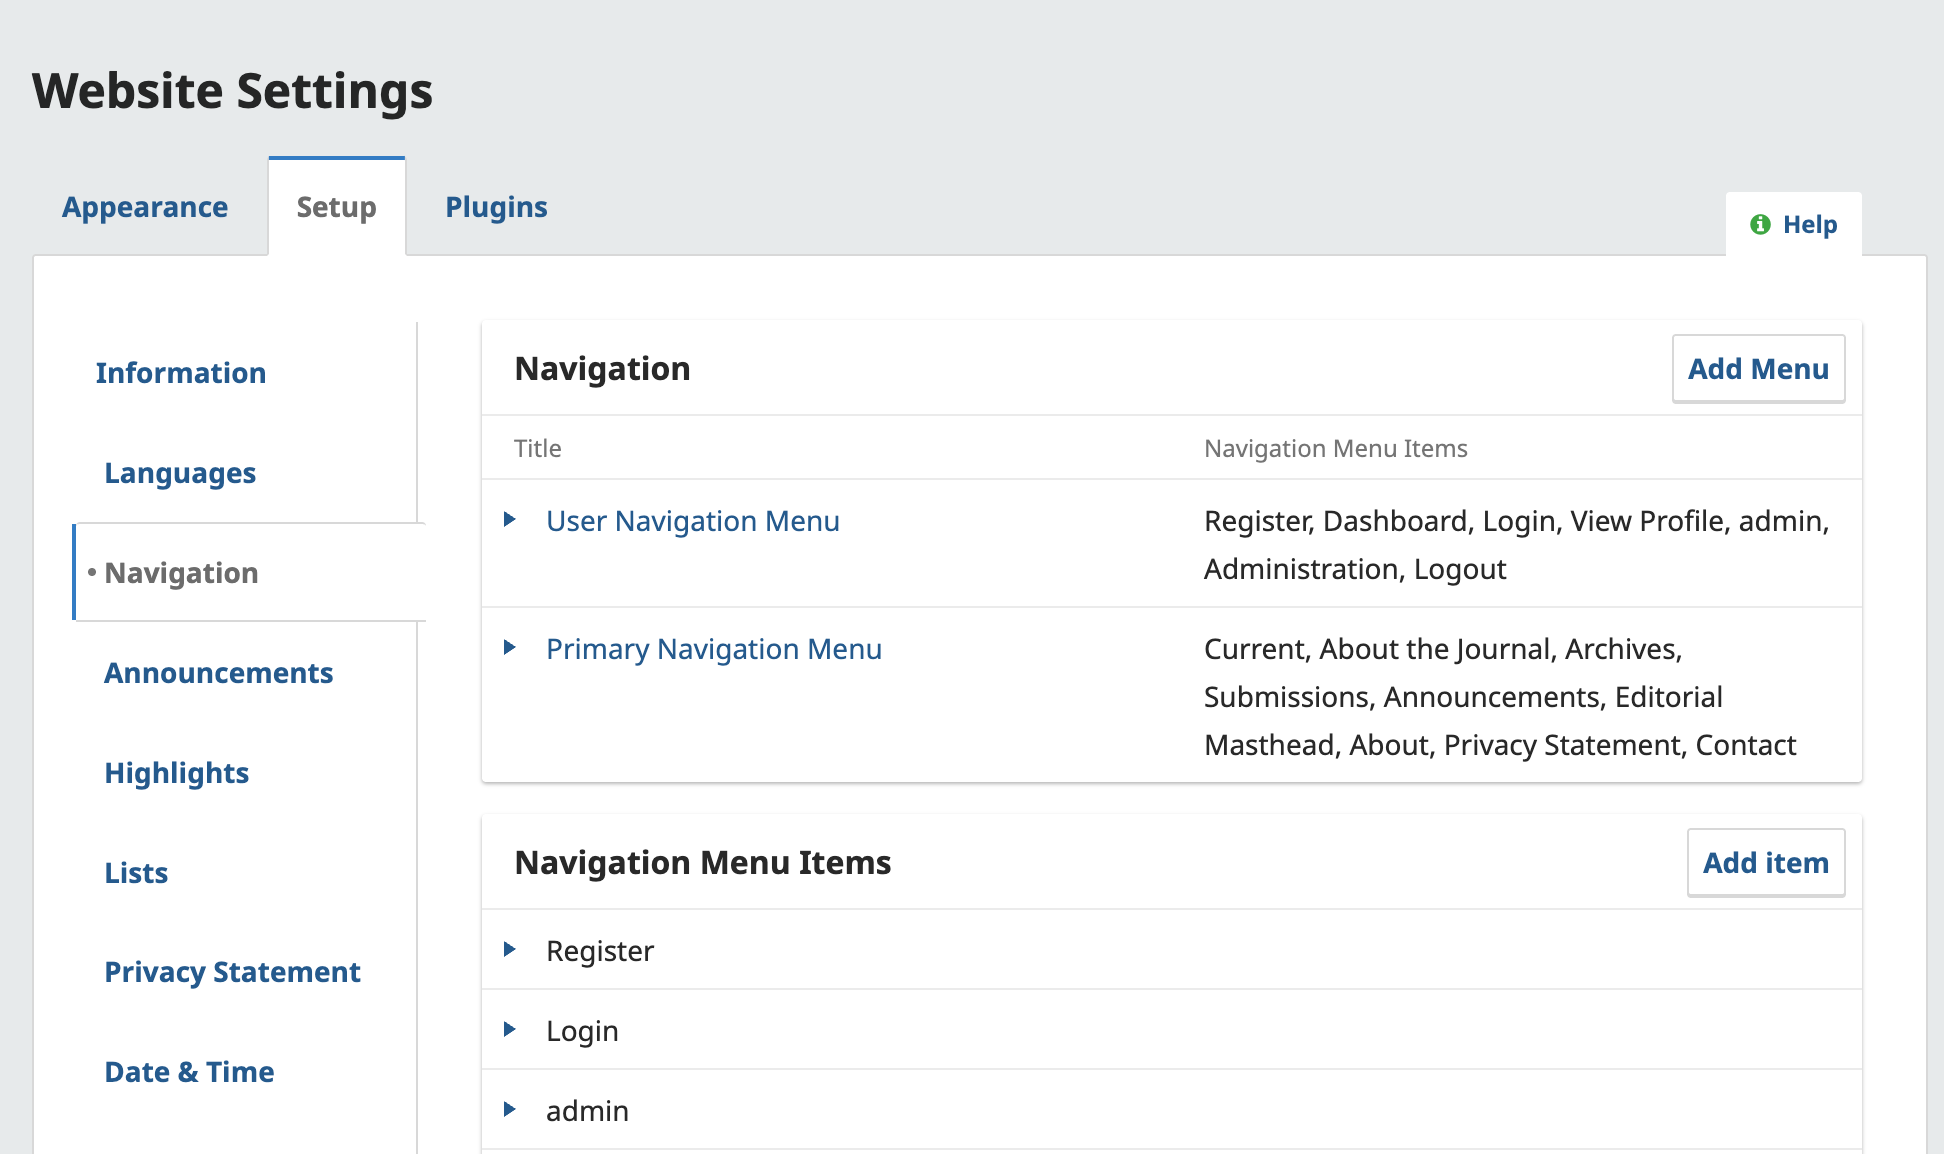 Website Settings
Appearance
Setup
Plugins
Help
Information
Languages
• Navigation
Announcements
Highlights
Lists
Privacy Statement
Date & Time
Navigation
Add Menu
Title
Navigation Menu Items
User Navigation Menu
Register, Dashboard, Login, View Profile, admin,
Administration, Logout
Primary Navigation Menu
Current, About the Journal, Archives,
Submissions, Announcements, Editorial
Masthead, About, Privacy Statement, Contact
Navigation Menu Items
Add item
Register
Login
admin